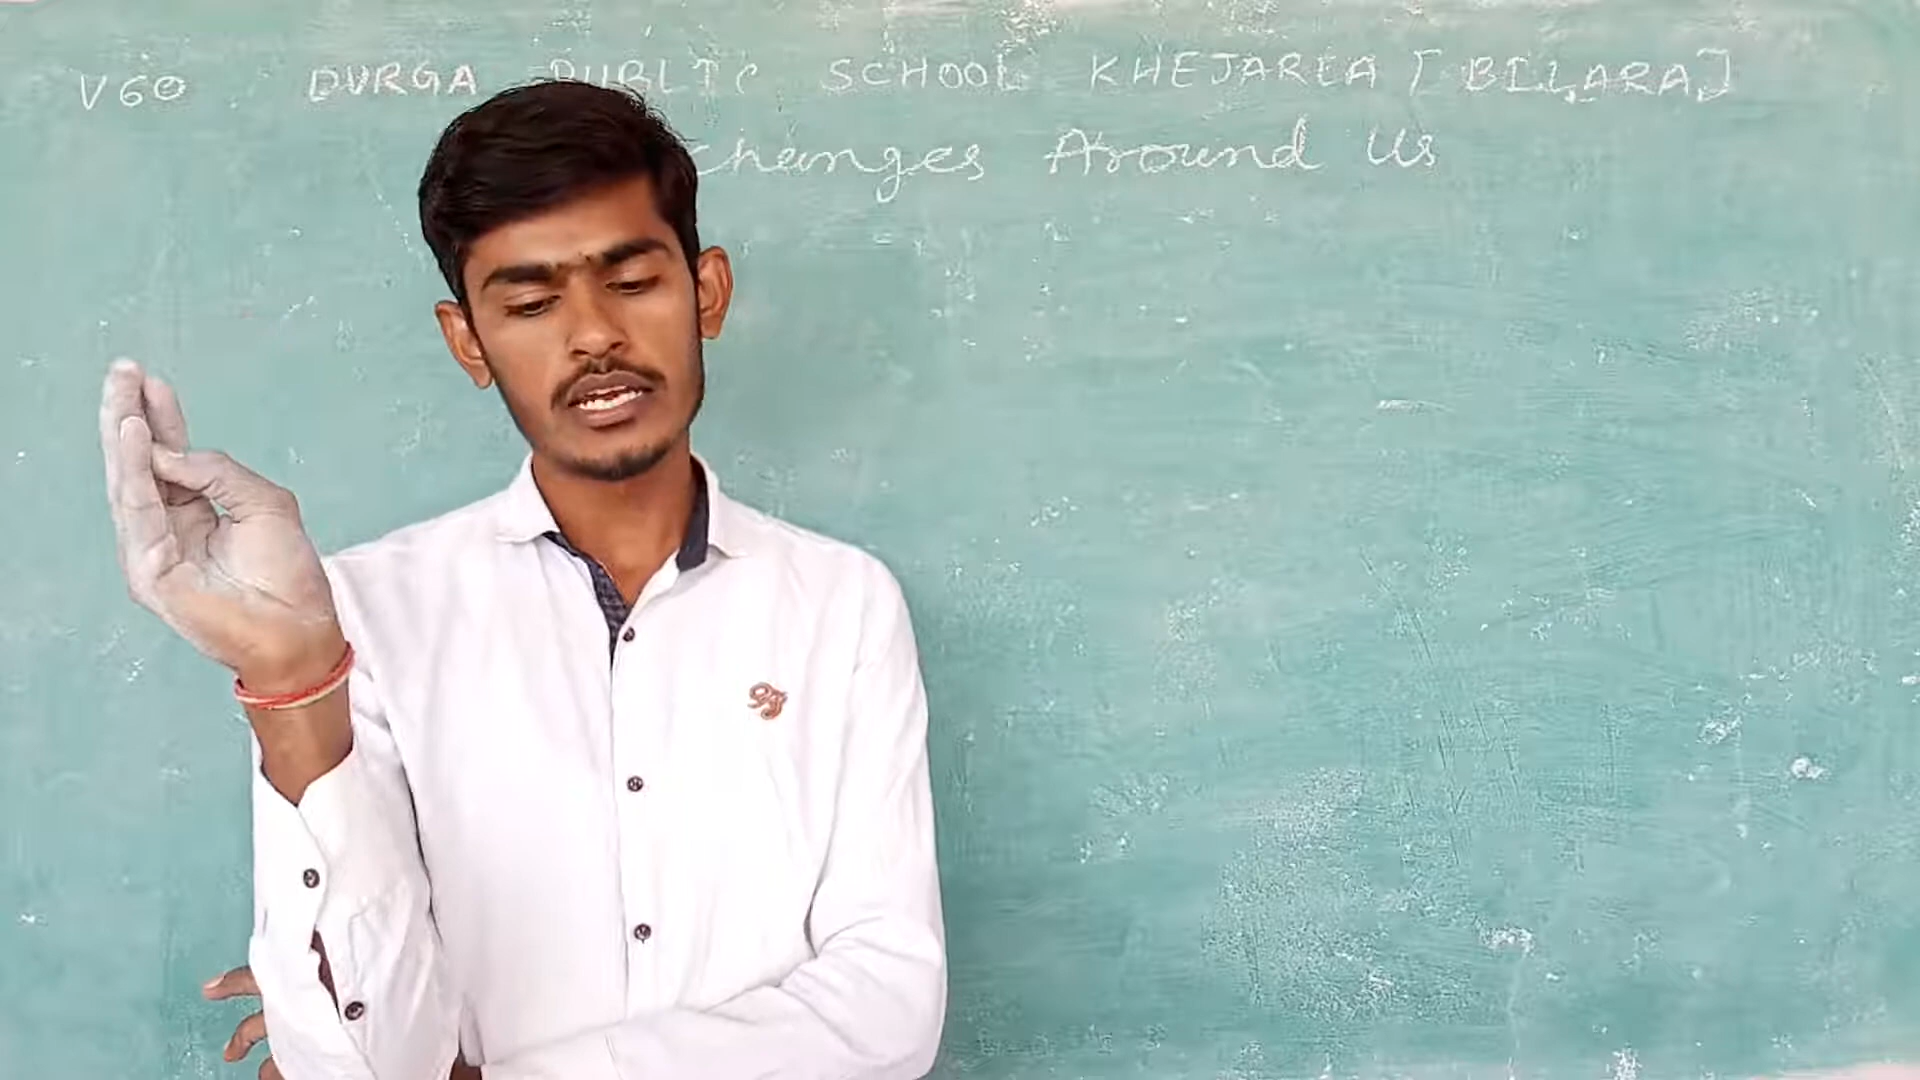 V60 DURGA PUBLIC SCHOOL KHEJARLA [BILARA]
changes Around Us